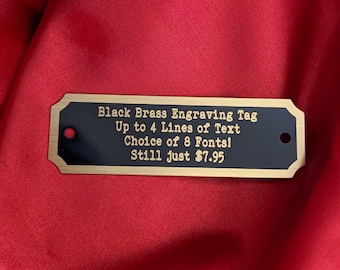 Black Brass Engraving Tag
Up to 4 Lines of Text
Choice of 8 Fonts!
Still just $7.95